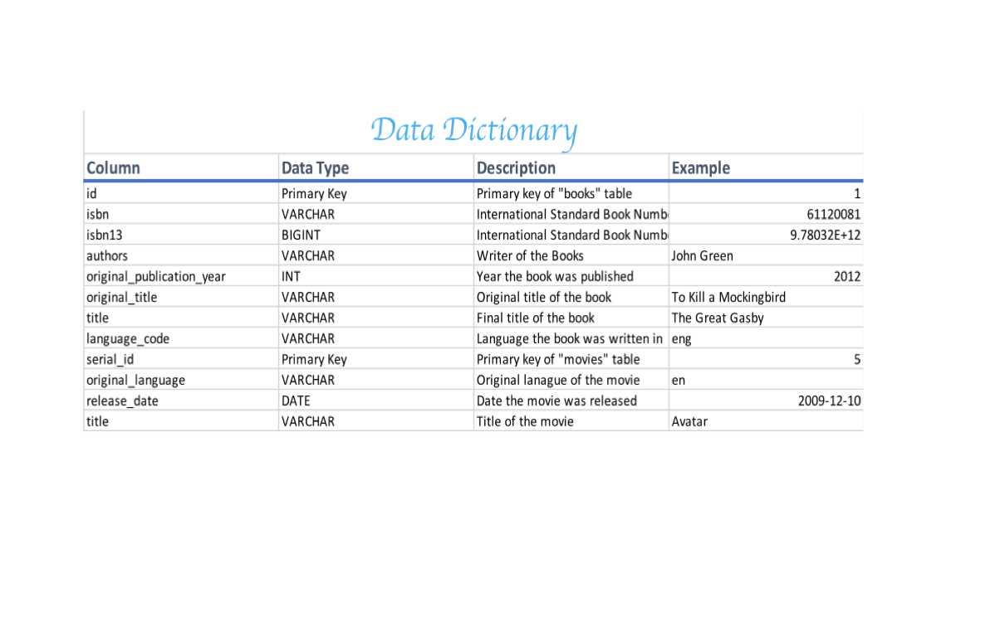 Data Dictionary
Column Data Type Description Example
id Primary Key Primary key of "books" table 1
isbn VARCHAR International Standard Book Numb 61120081
isbn13 BIGINT International Standard Book Numb 9.78032E+12
authors VARCHAR Writer of the Books John Green
original_publication_year INT Year the book was published 2012
original_title VARCHAR Original title of the book To Kill a Mockingbird
title VARCHAR Final title of the book The Great Gasby
language_code VARCHAR Language the book was written in eng
serial_id Primary Key Primary key of "movies" table 5
original_language VARCHAR Original lanague of the movie en
release_date DATE Date the movie was released 2009-12-10
title VARCHAR Title of the movie Avatar